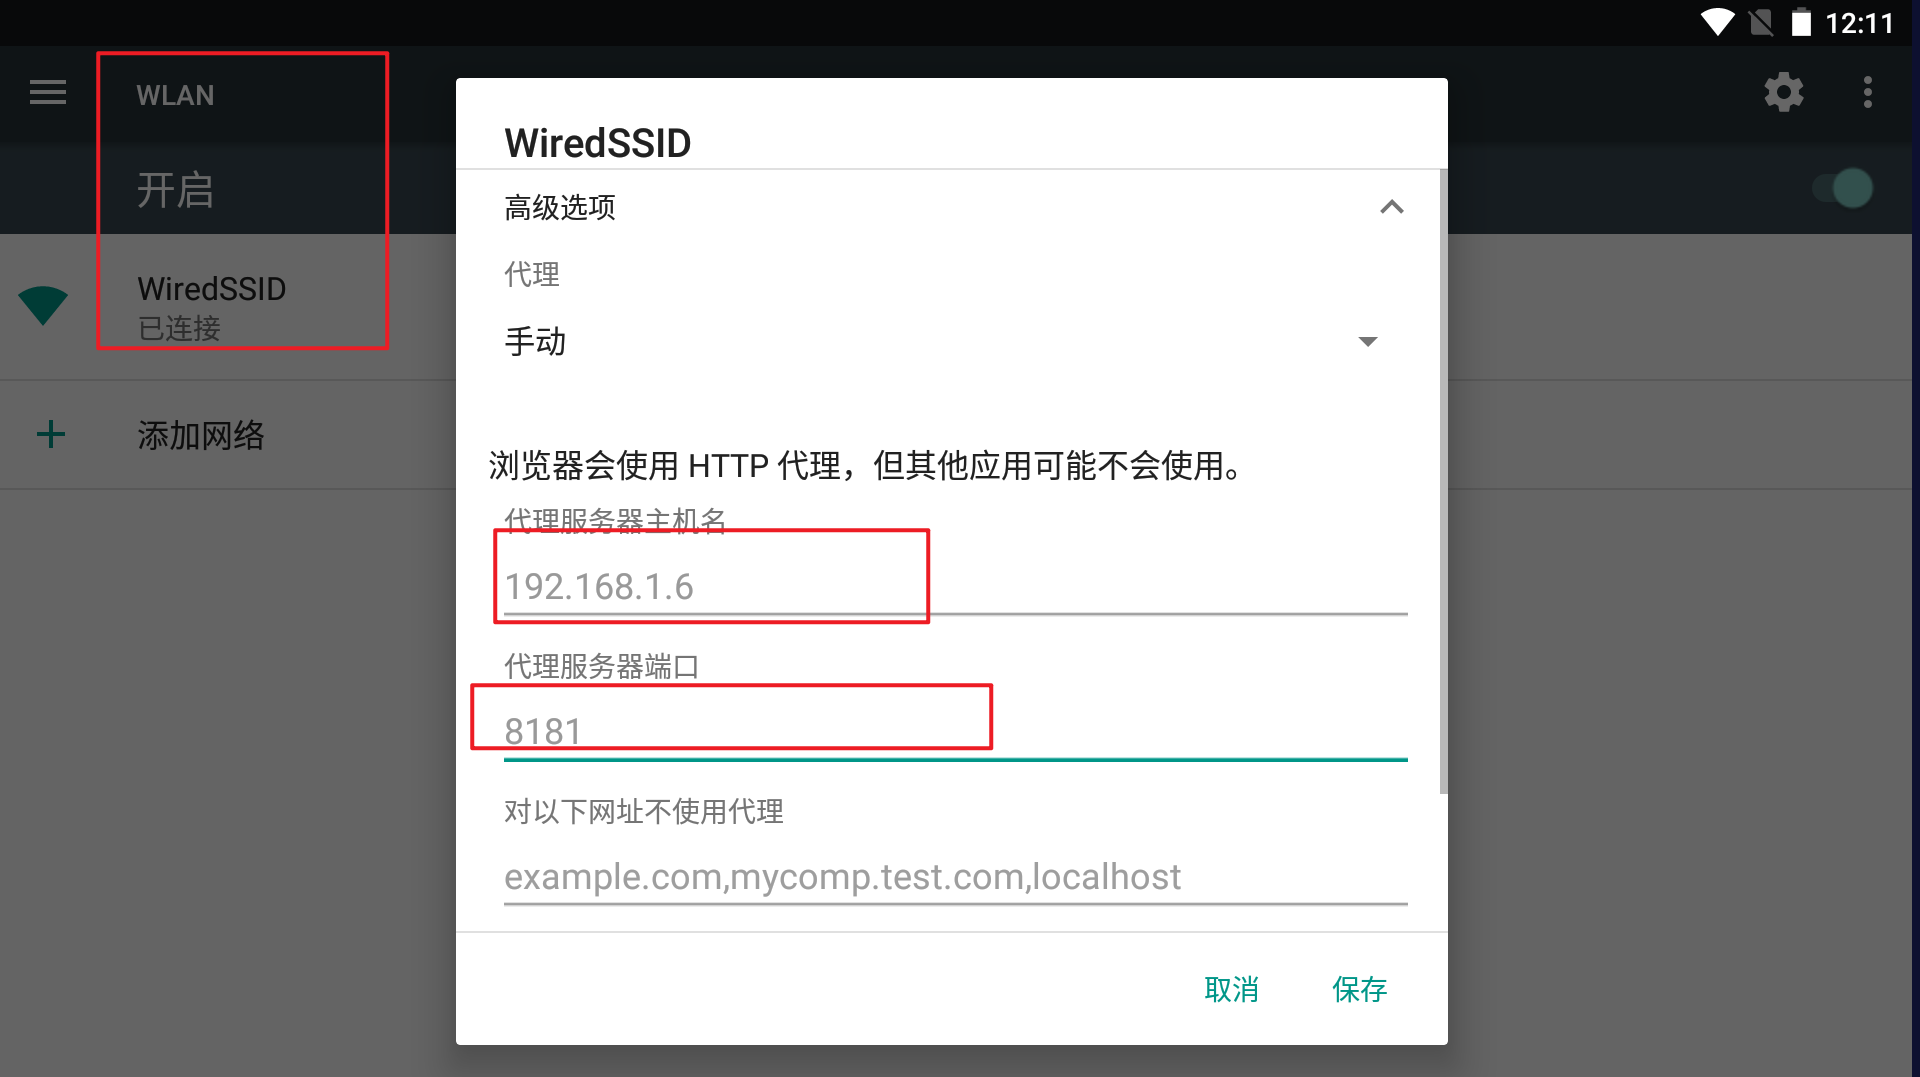 12:11
WLAN
开启
WiredSSID
已连接
添加网络
WiredSSID
高级选项
代理
手动
浏览器会使用 HTTP 代理，但其他应用可能不会使用。
代理服务器主机名
192.168.1.6
代理服务器端口
8181
对以下网址不使用代理
example.com,mycomp.test.com,localhost
取消
保存